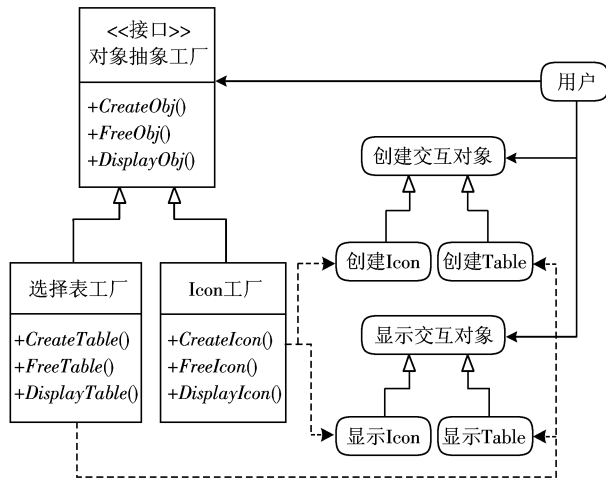 <<接口>>
对象抽象工厂
+CreateObj()
+FreeObj()
+DisplayObj()
用户
创建交互对象
创建Icon
创建Table
选择表工厂
+CreateTable()
+FreeTable()
+DisplayTable()
Icon工厂
+CreateIcon()
+FreeIcon()
+DisplayIcon()
显示交互对象
显示Icon
显示Table